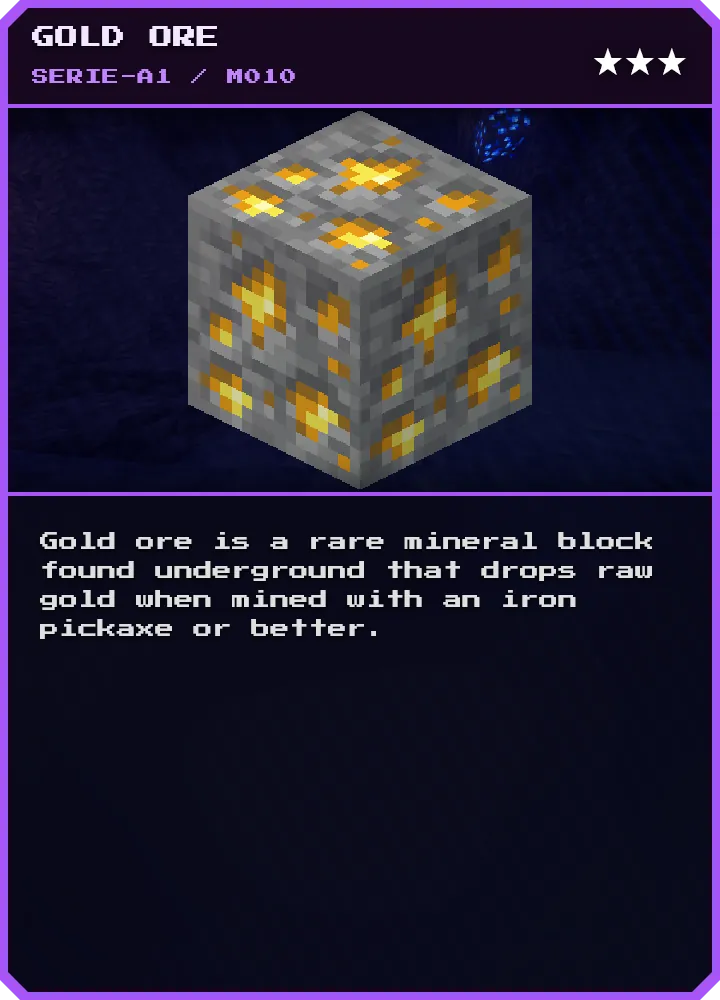 GOLD ORE
SERIE-A1 / M010
★★★
Gold ore is a rare mineral block
found underground that drops raw
gold when mined with an iron
pickaxe or better.